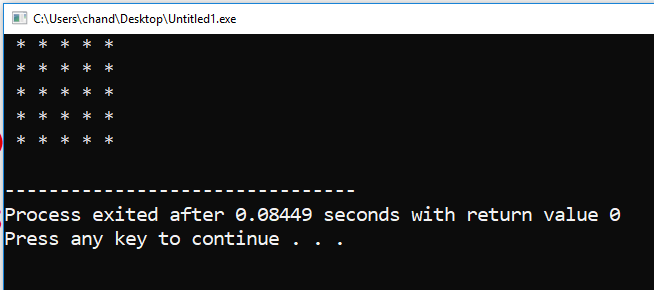 C:\Users\chand\Desktop\Untitled1.exe
* * * * *
* * * * *
* * * * *
* * * * *
* * * * *
--------------------------------
Process exited after 0.08449 seconds with return value 0
Press any key to continue . . .